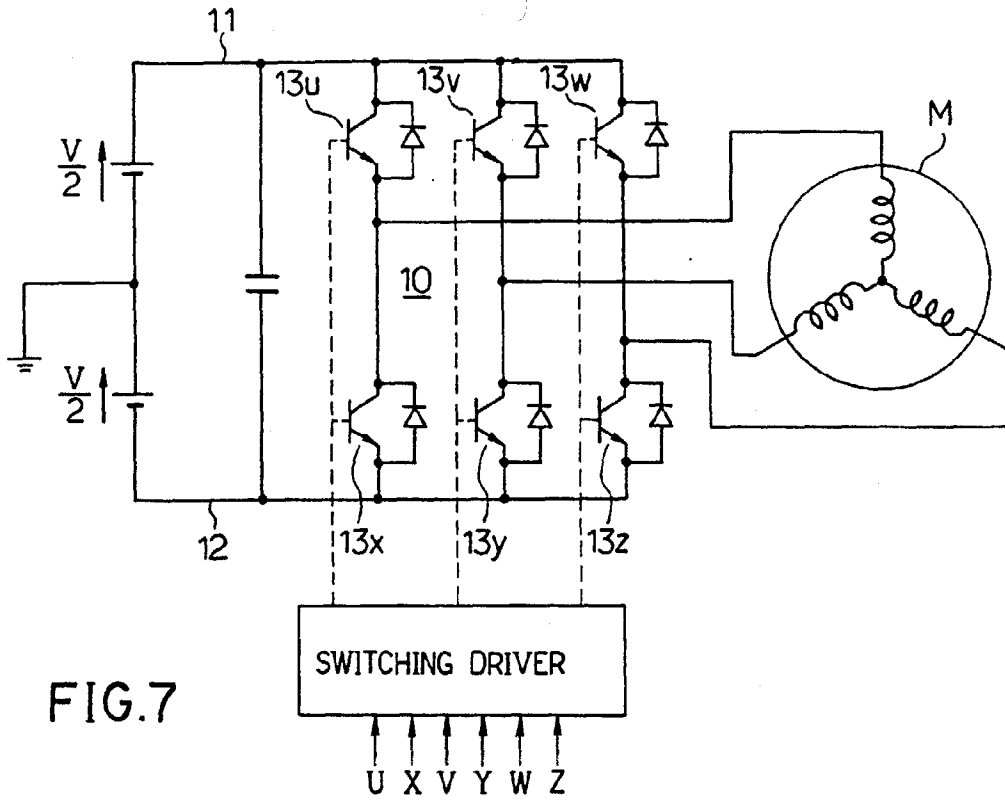 11
13u
13v
13w
M
V
2
10
V
2
12
13x
13y
13z
SWITCHING DRIVER
FIG.7
U X V Y W Z